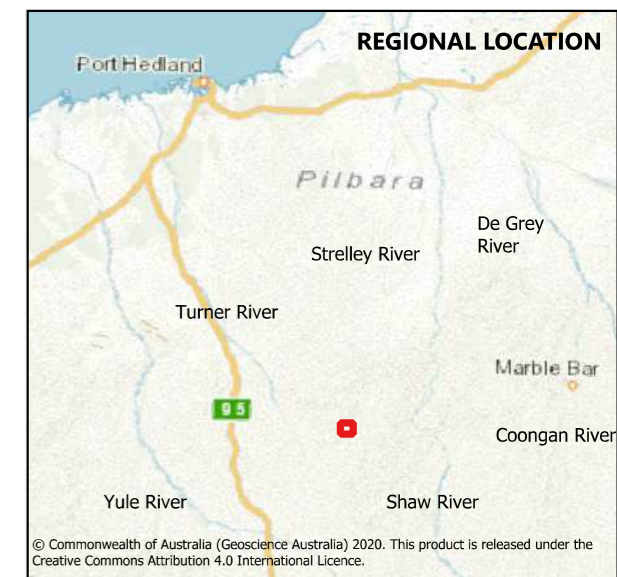 REGIONAL LOCATION
Port Hedland
Pilbara
De Grey
River
Strelley River
Turner River
Marble Bar
95
Coongan River
Yule River
Shaw River
© Commonwealth of Australia (Geoscience Australia) 2020. This product is released under the
Creative Commons Attribution 4.0 International Licence.